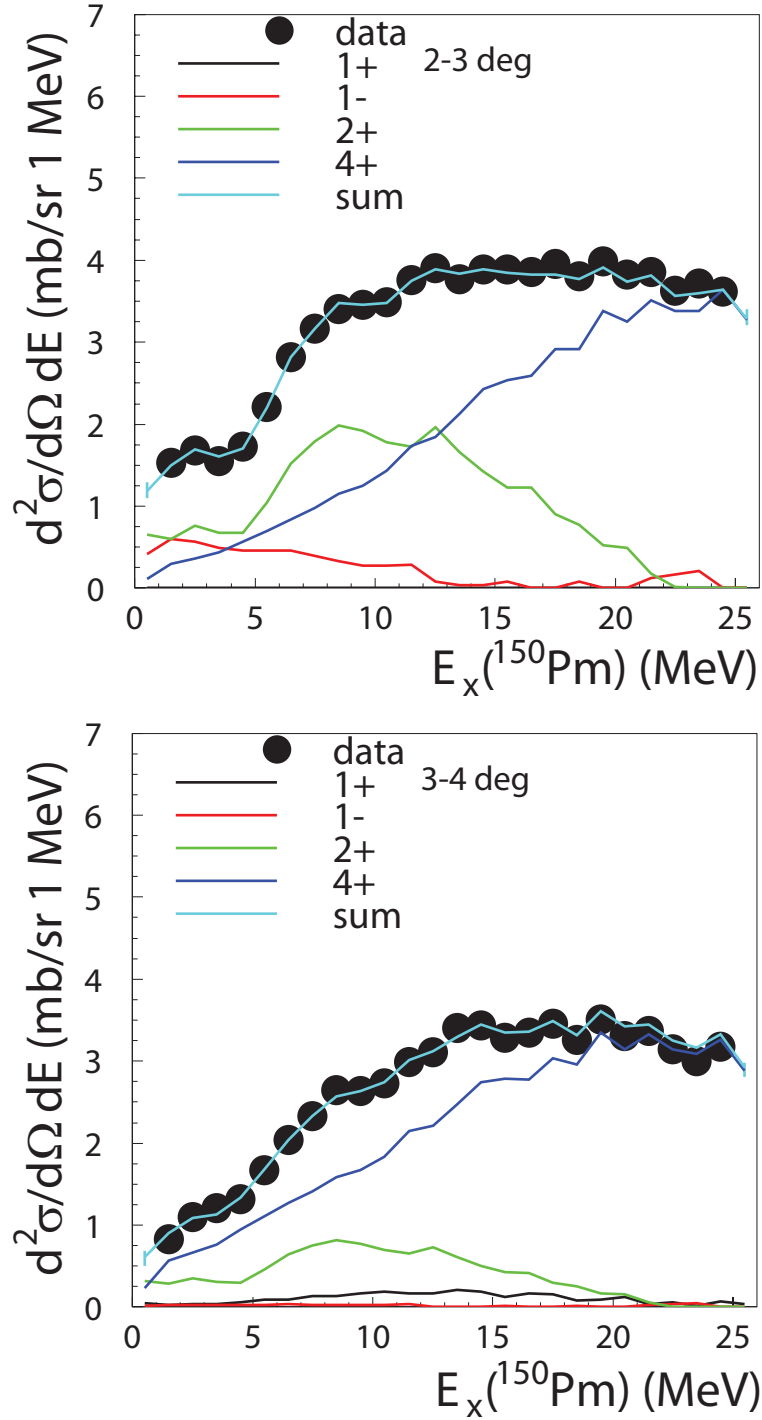 data
1+ 2-3 deg
1-
2+
4+
sum
d²σ/dΩ dE (mb/sr 1 MeV)
7
6
5
4
3
2
1
0
0 5 10 15 20 25
Eₓ(¹⁵⁰Pm) (MeV)
data
1+ 3-4 deg
1-
2+
4+
sum
d²σ/dΩ dE (mb/sr 1 MeV)
7
6
5
4
3
2
1
0
0 5 10 15 20 25
Eₓ(¹⁵⁰Pm) (MeV)